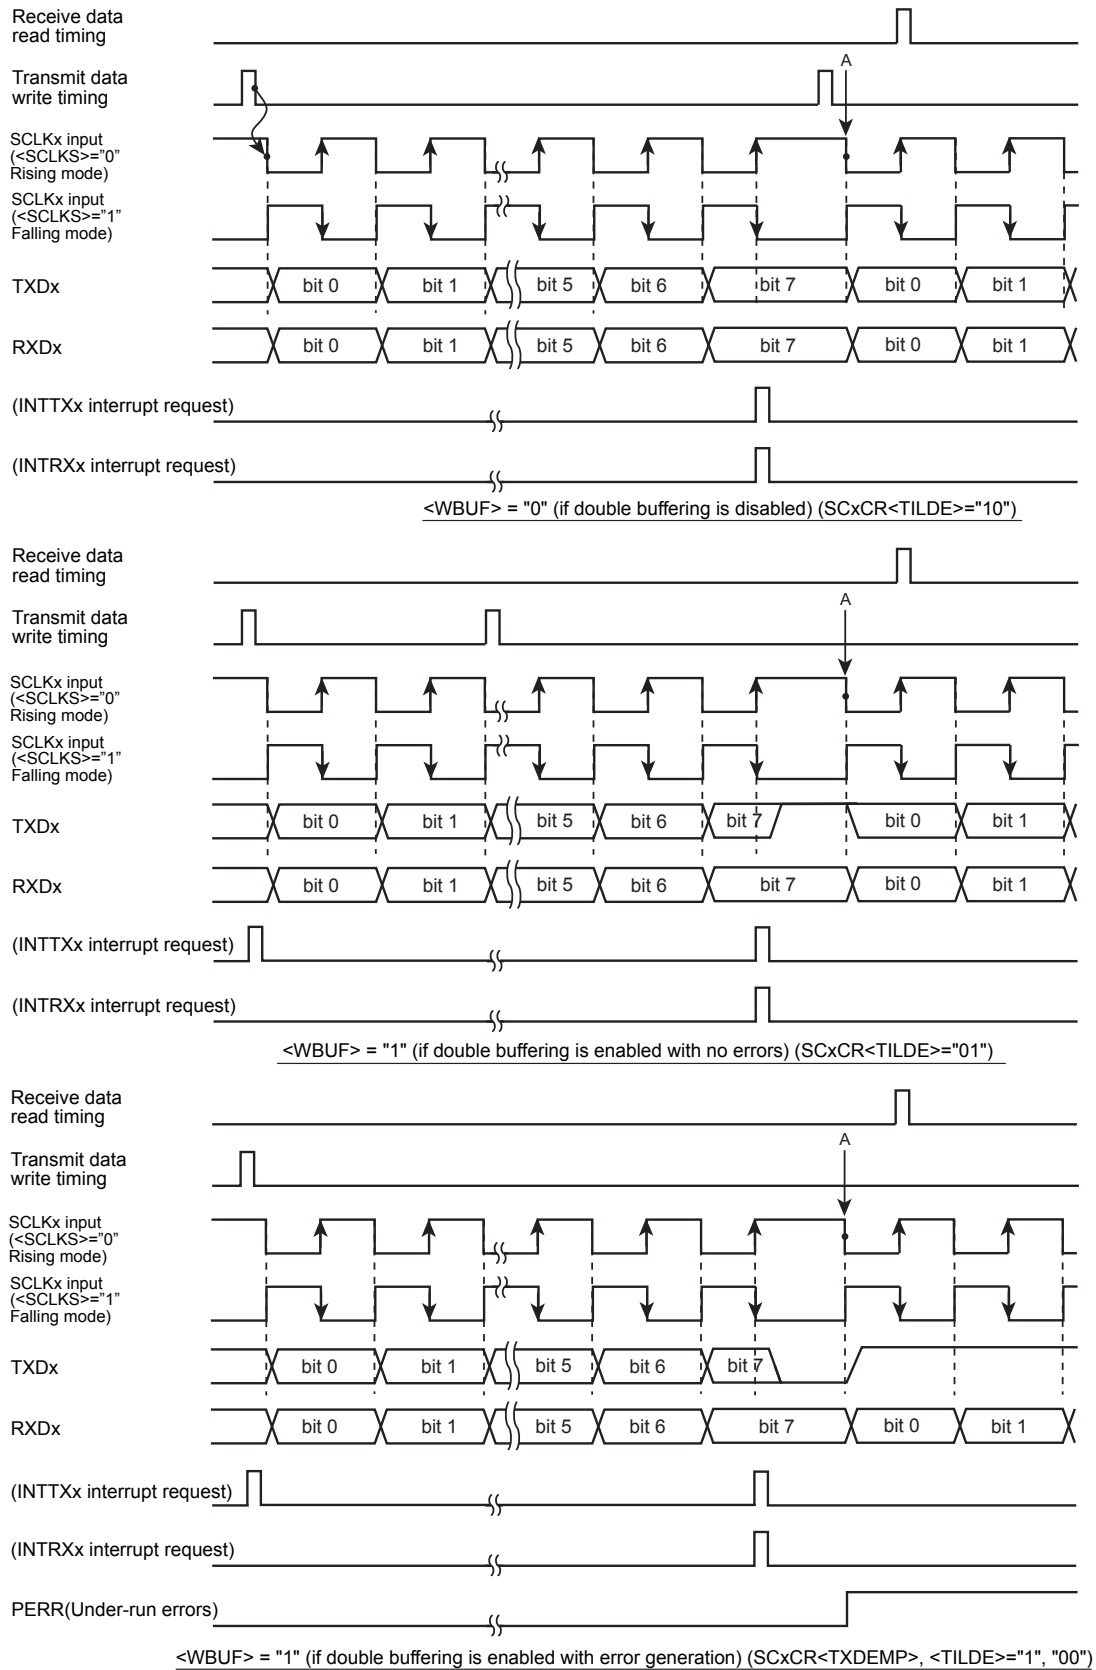 Receive data
read timing
Transmit data
write timing
A
SCLKx input
(<SCLKS>="0"
Rising mode)
SCLKx input
(<SCLKS>="1"
Falling mode)
TXDx
bit 0
bit 1
bit 5
bit 6
bit 7
bit 0
bit 1
RXDx
bit 0
bit 1
bit 5
bit 6
bit 7
bit 0
bit 1
(INTTXx interrupt request)
(INTRXx interrupt request)
<WBUF> = "0" (if double buffering is disabled) (SCxCR<TILDE>="10")
Receive data
read timing
Transmit data
write timing
A
SCLKx input
(<SCLKS>="0"
Rising mode)
SCLKx input
(<SCLKS>="1"
Falling mode)
TXDx
bit 0
bit 1
bit 5
bit 6
bit 7
bit 0
bit 1
RXDx
bit 0
bit 1
bit 5
bit 6
bit 7
bit 0
bit 1
(INTTXx interrupt request)
(INTRXx interrupt request)
<WBUF> = "1" (if double buffering is enabled with no errors) (SCxCR<TILDE>="01")
Receive data
read timing
Transmit data
write timing
A
SCLKx input
(<SCLKS>="0"
Rising mode)
SCLKx input
(<SCLKS>="1"
Falling mode)
TXDx
bit 0
bit 1
bit 5
bit 6
bit 7
RXDx
bit 0
bit 1
bit 5
bit 6
bit 7
bit 0
bit 1
(INTTXx interrupt request)
(INTRXx interrupt request)
PERR(Under-run errors)
<WBUF> = "1" (if double buffering is enabled with error generation) (SCxCR<TXDEMP>, <TILDE>="1", "00")